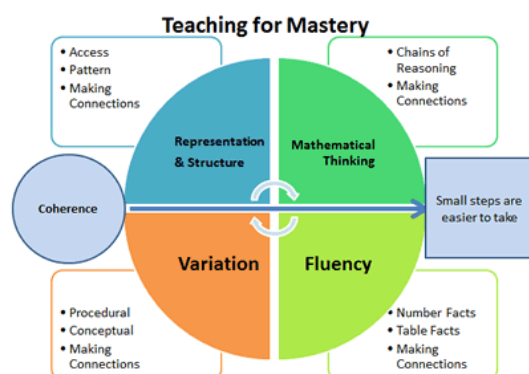 Teaching for Mastery
• Access
• Pattern
• Making
Connections
• Chains of
Reasoning
• Making
Connections
Representation
& Structure
Mathematical
Thinking
Coherence
Small steps are
easier to take
Variation
Fluency
• Procedural
• Conceptual
• Making
Connections
• Number Facts
• Table Facts
• Making
Connections